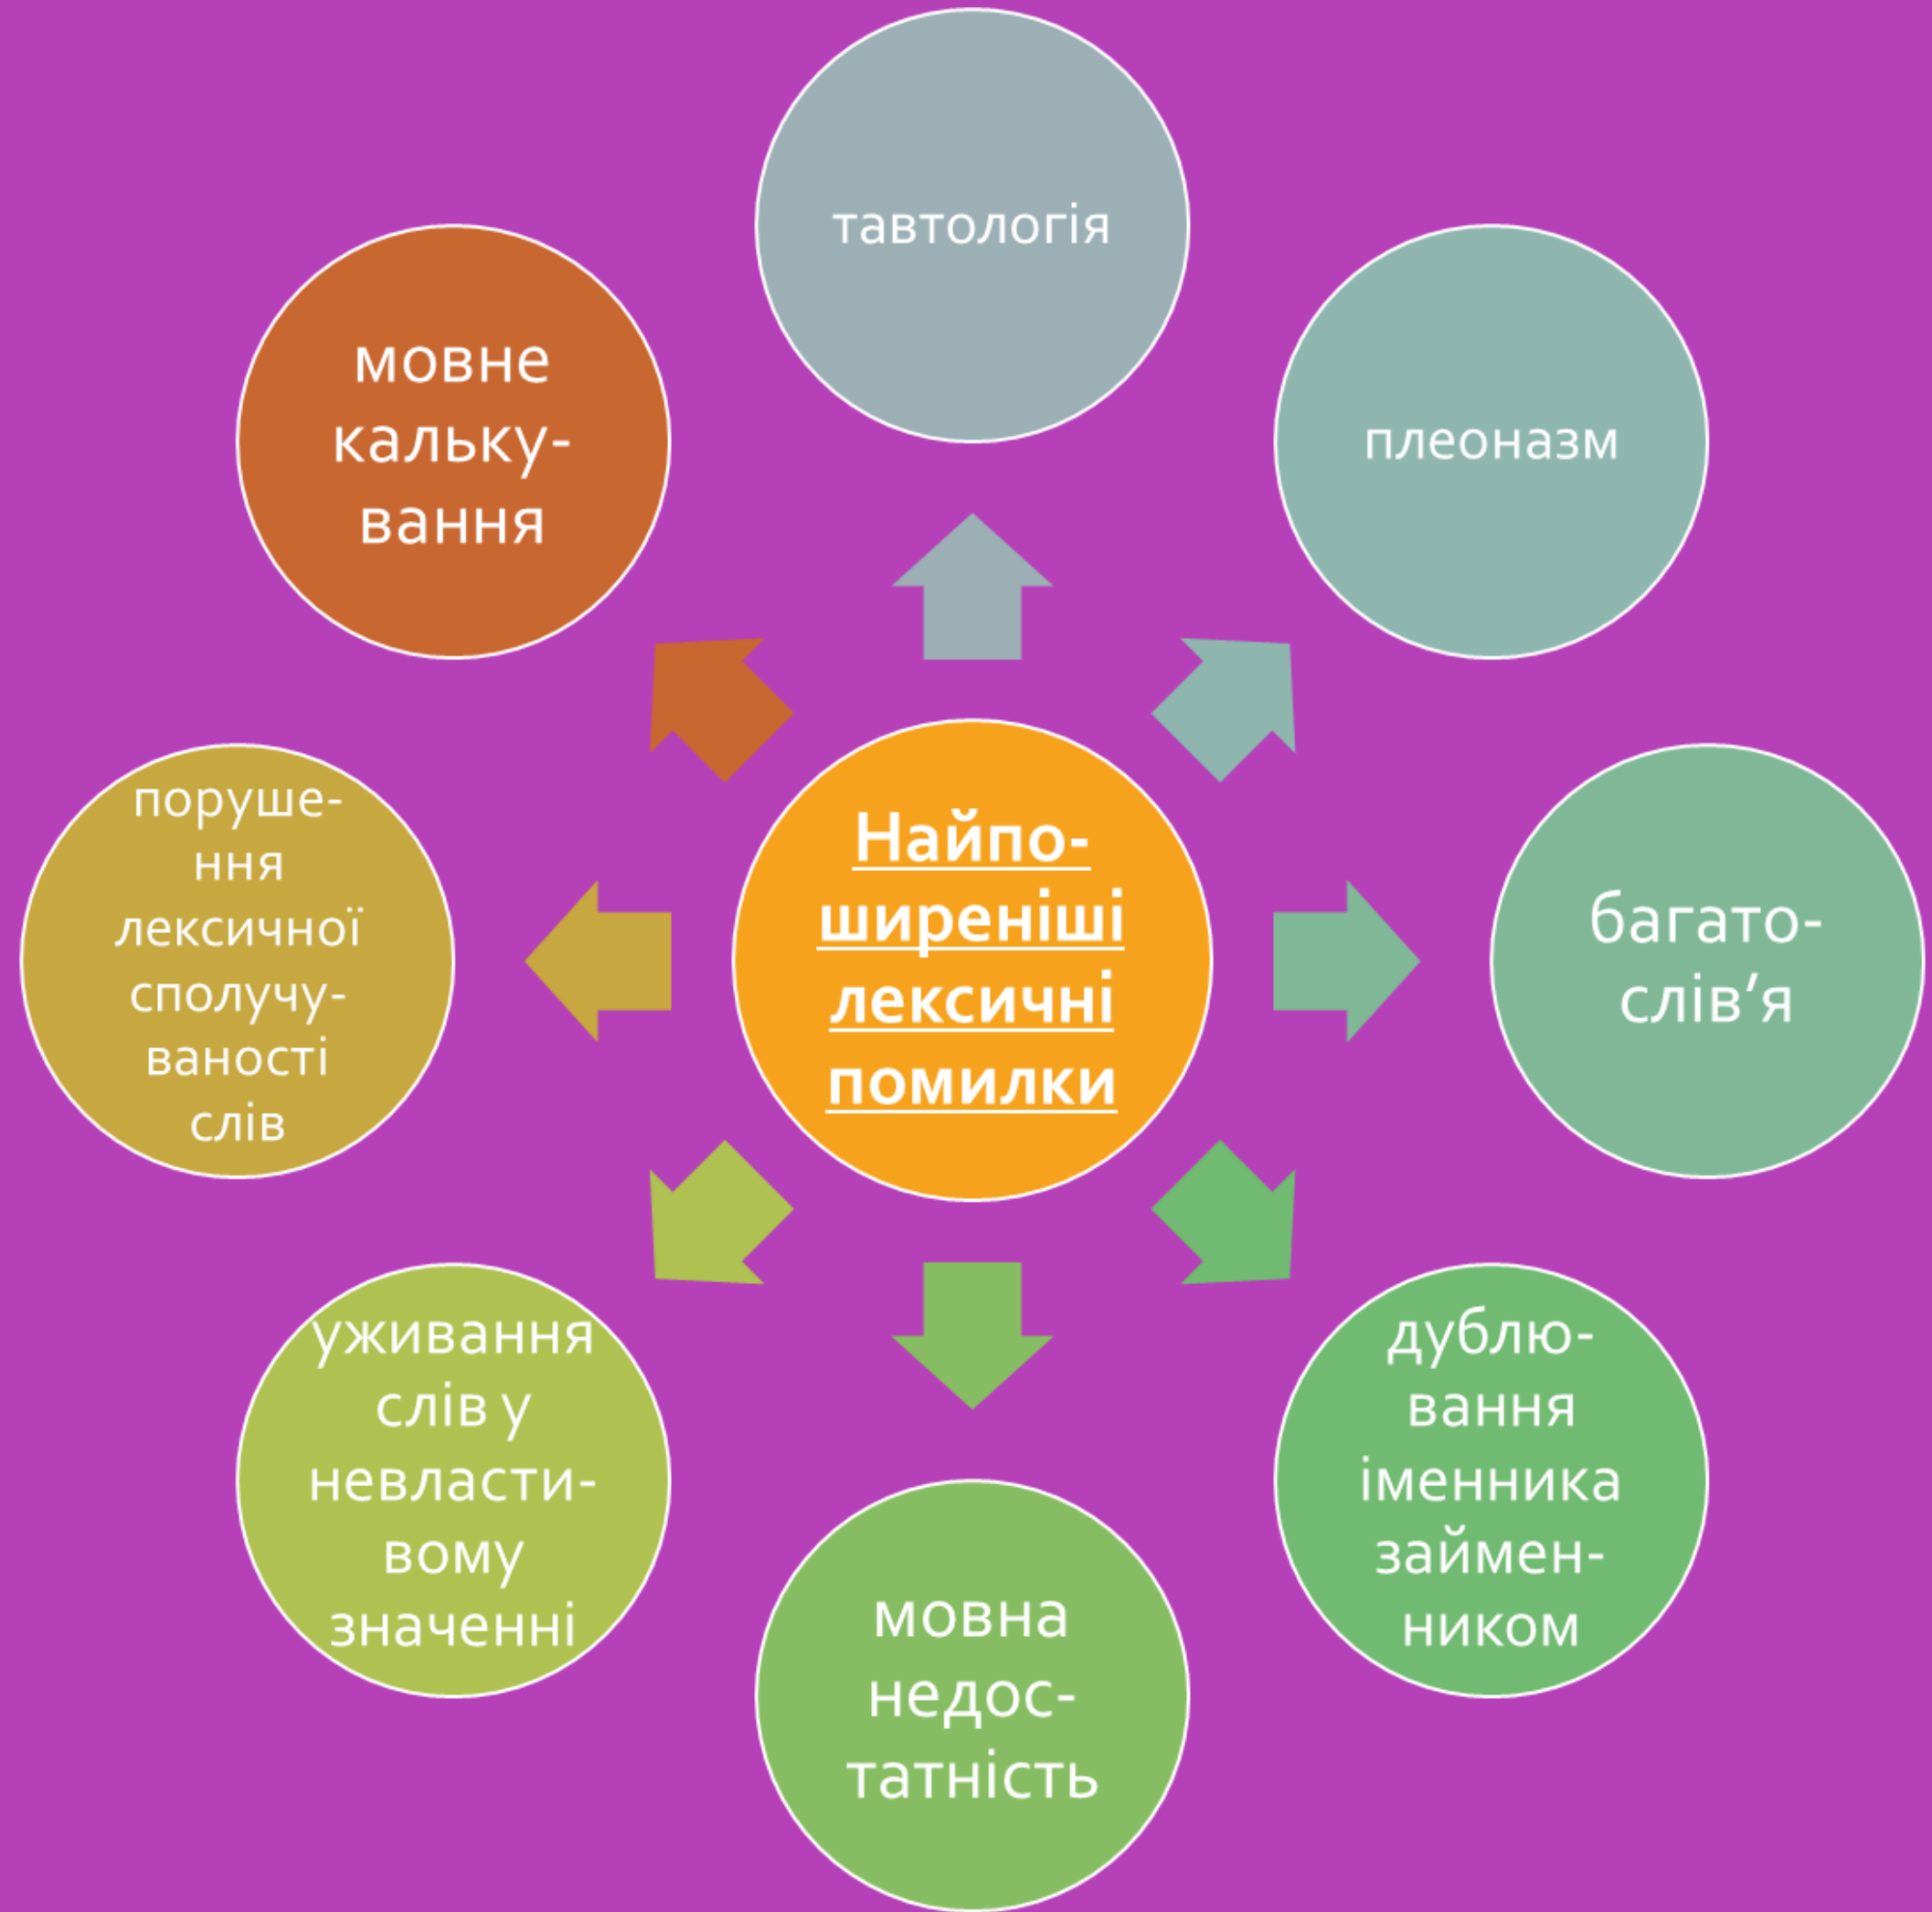 тавтологія
плеоназм
багато-
слів’я
дублю-
вання
іменника
займен-
ником
мовна
недос-
татність
уживання
слів у
невласти-
вому
значенні
поруше-
ння
лексичної
сполучу-
ваності
слів
мовне
кальку-
вання
Найпо-
ширеніші
лексичні
помилки